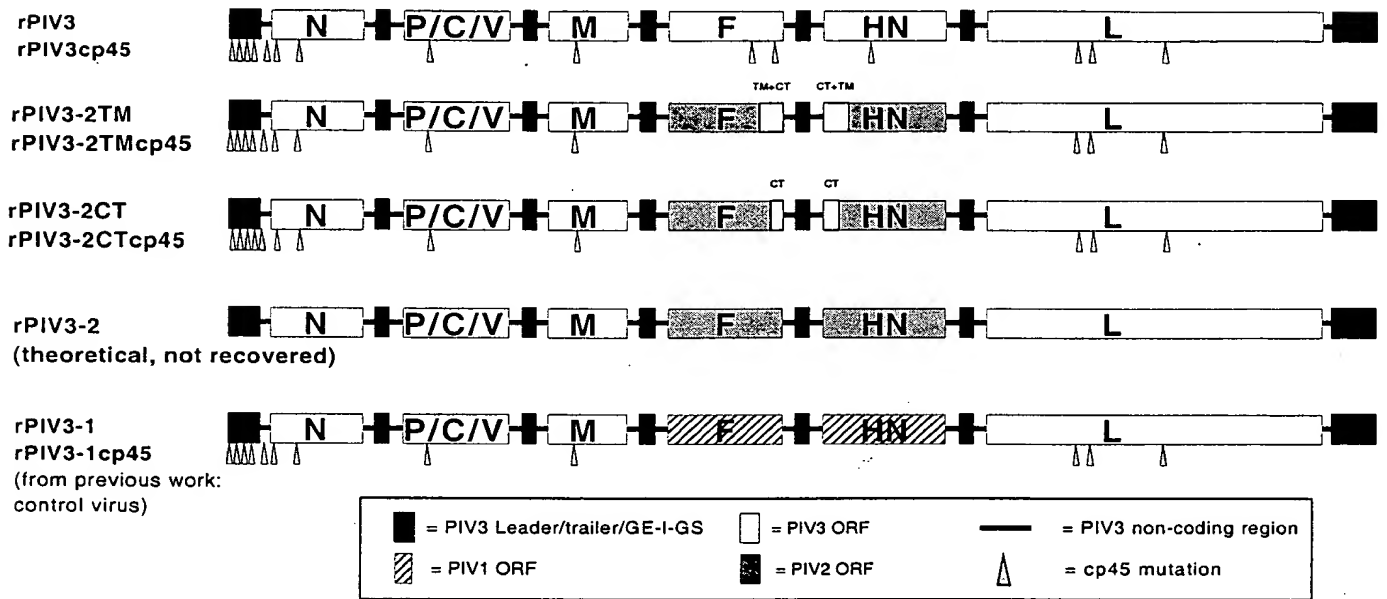 rPIV3
rPIV3cp45
N P/C/V M F HN L
TM+CT CT+TM
rPIV3-2TM
rPIV3-2TMcp45
N P/C/V M F HN L
CT CT
rPIV3-2CT
rPIV3-2CTcp45
N P/C/V M F HN L
rPIV3-2
(theoretical, not recovered)
N P/C/V M F HN L
rPIV3-1
rPIV3-1cp45
(from previous work:
control virus)
N P/C/V M F HN L
= PIV3 Leader/trailer/GE-I-GS = PIV3 ORF = PIV3 non-coding region
= PIV1 ORF = PIV2 ORF = cp45 mutation